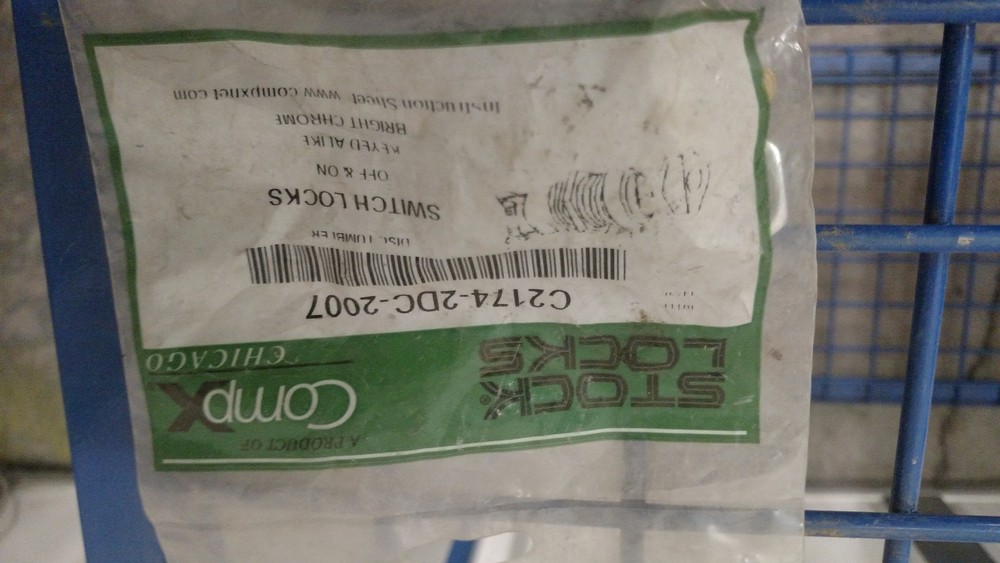 A PRODUCT OF
CompX
CHICAGO
STOCK®
LOCKS
C2174-2DC-2007
DISC TUMBLER
SWITCH LOCKS
OFF & ON
KEYED ALIKE
BRIGHT CHROME
Instruction Sheet www compxnet com